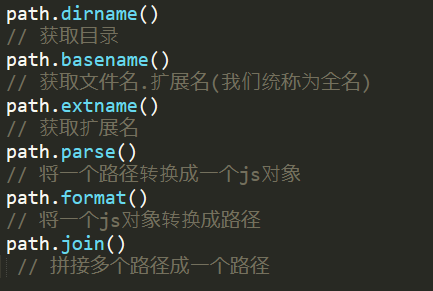 path.dirname()
// 获取目录
path.basename()
// 获取文件名.扩展名(我们统称为全名)
path.extname()
// 获取扩展名
path.parse()
// 将一个路径转换成一个js对象
path.format()
// 将一个js对象转换成路径
path.join()
// 拼接多个路径成一个路径